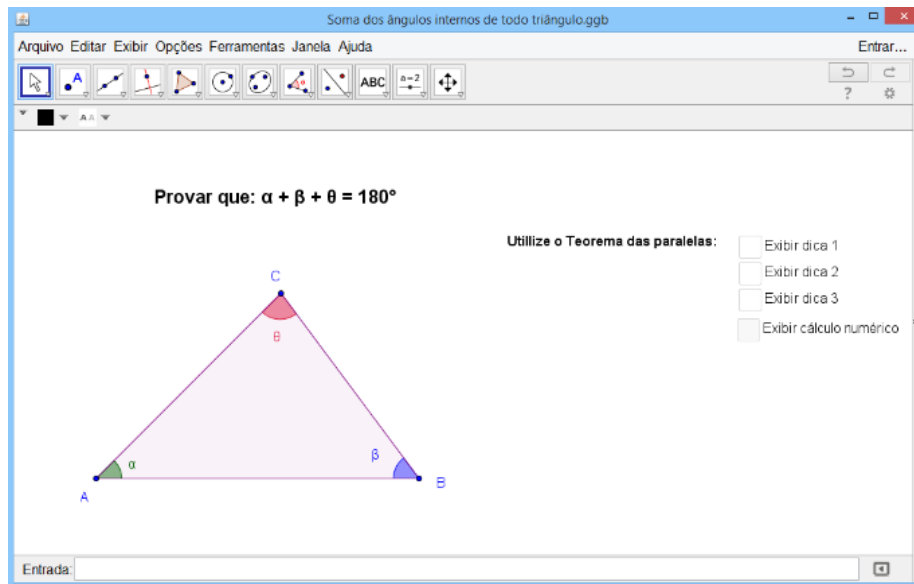 Soma dos ângulos internos de todo triângulo.ggb
Arquivo Editar Exibir Opções Ferramentas Janela Ajuda Entrar...
A ABC a=2
?
A A
Provar que: α + β + θ = 180°
Utillize o Teorema das paralelas:
Exibir dica 1
Exibir dica 2
Exibir dica 3
Exibir cálculo numérico
C
θ
α
β
A
B
Entrada: